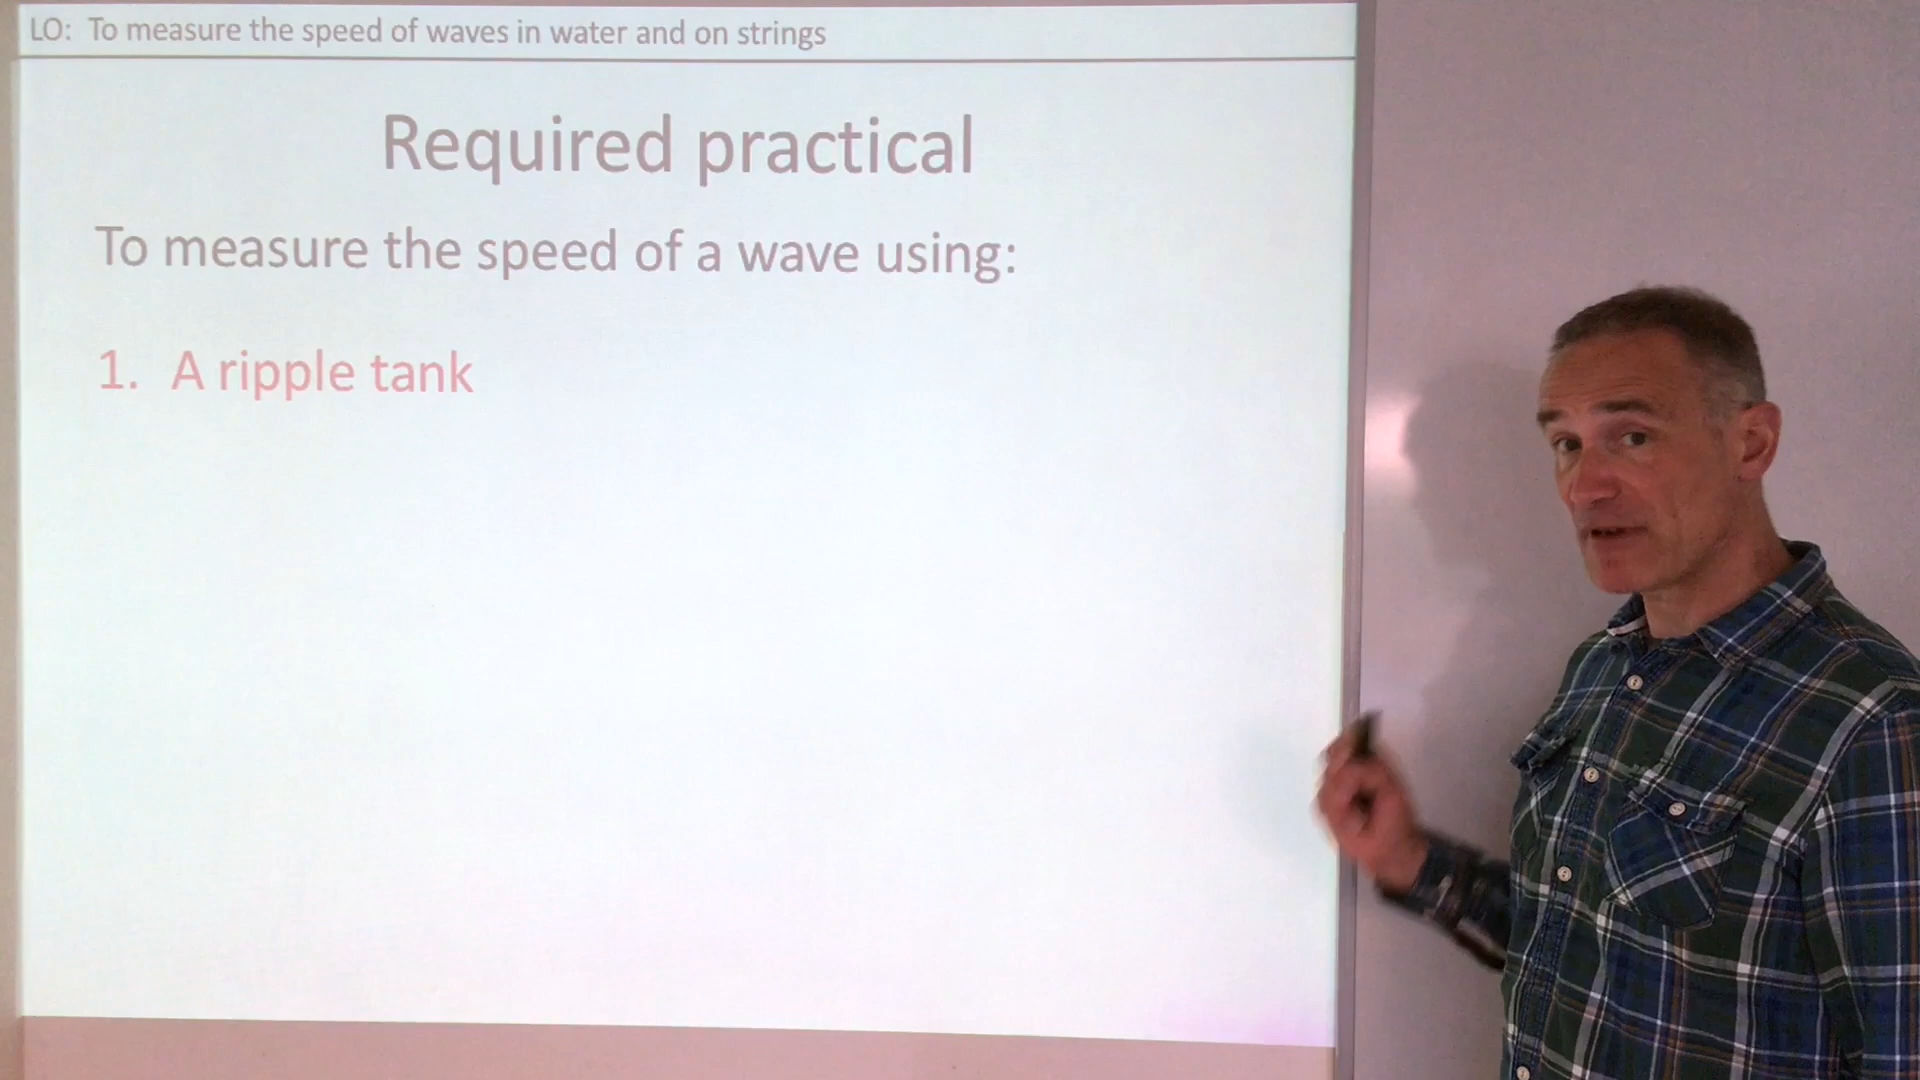 LO: To measure the speed of waves in water and on strings
Required practical
To measure the speed of a wave using:
1. A ripple tank